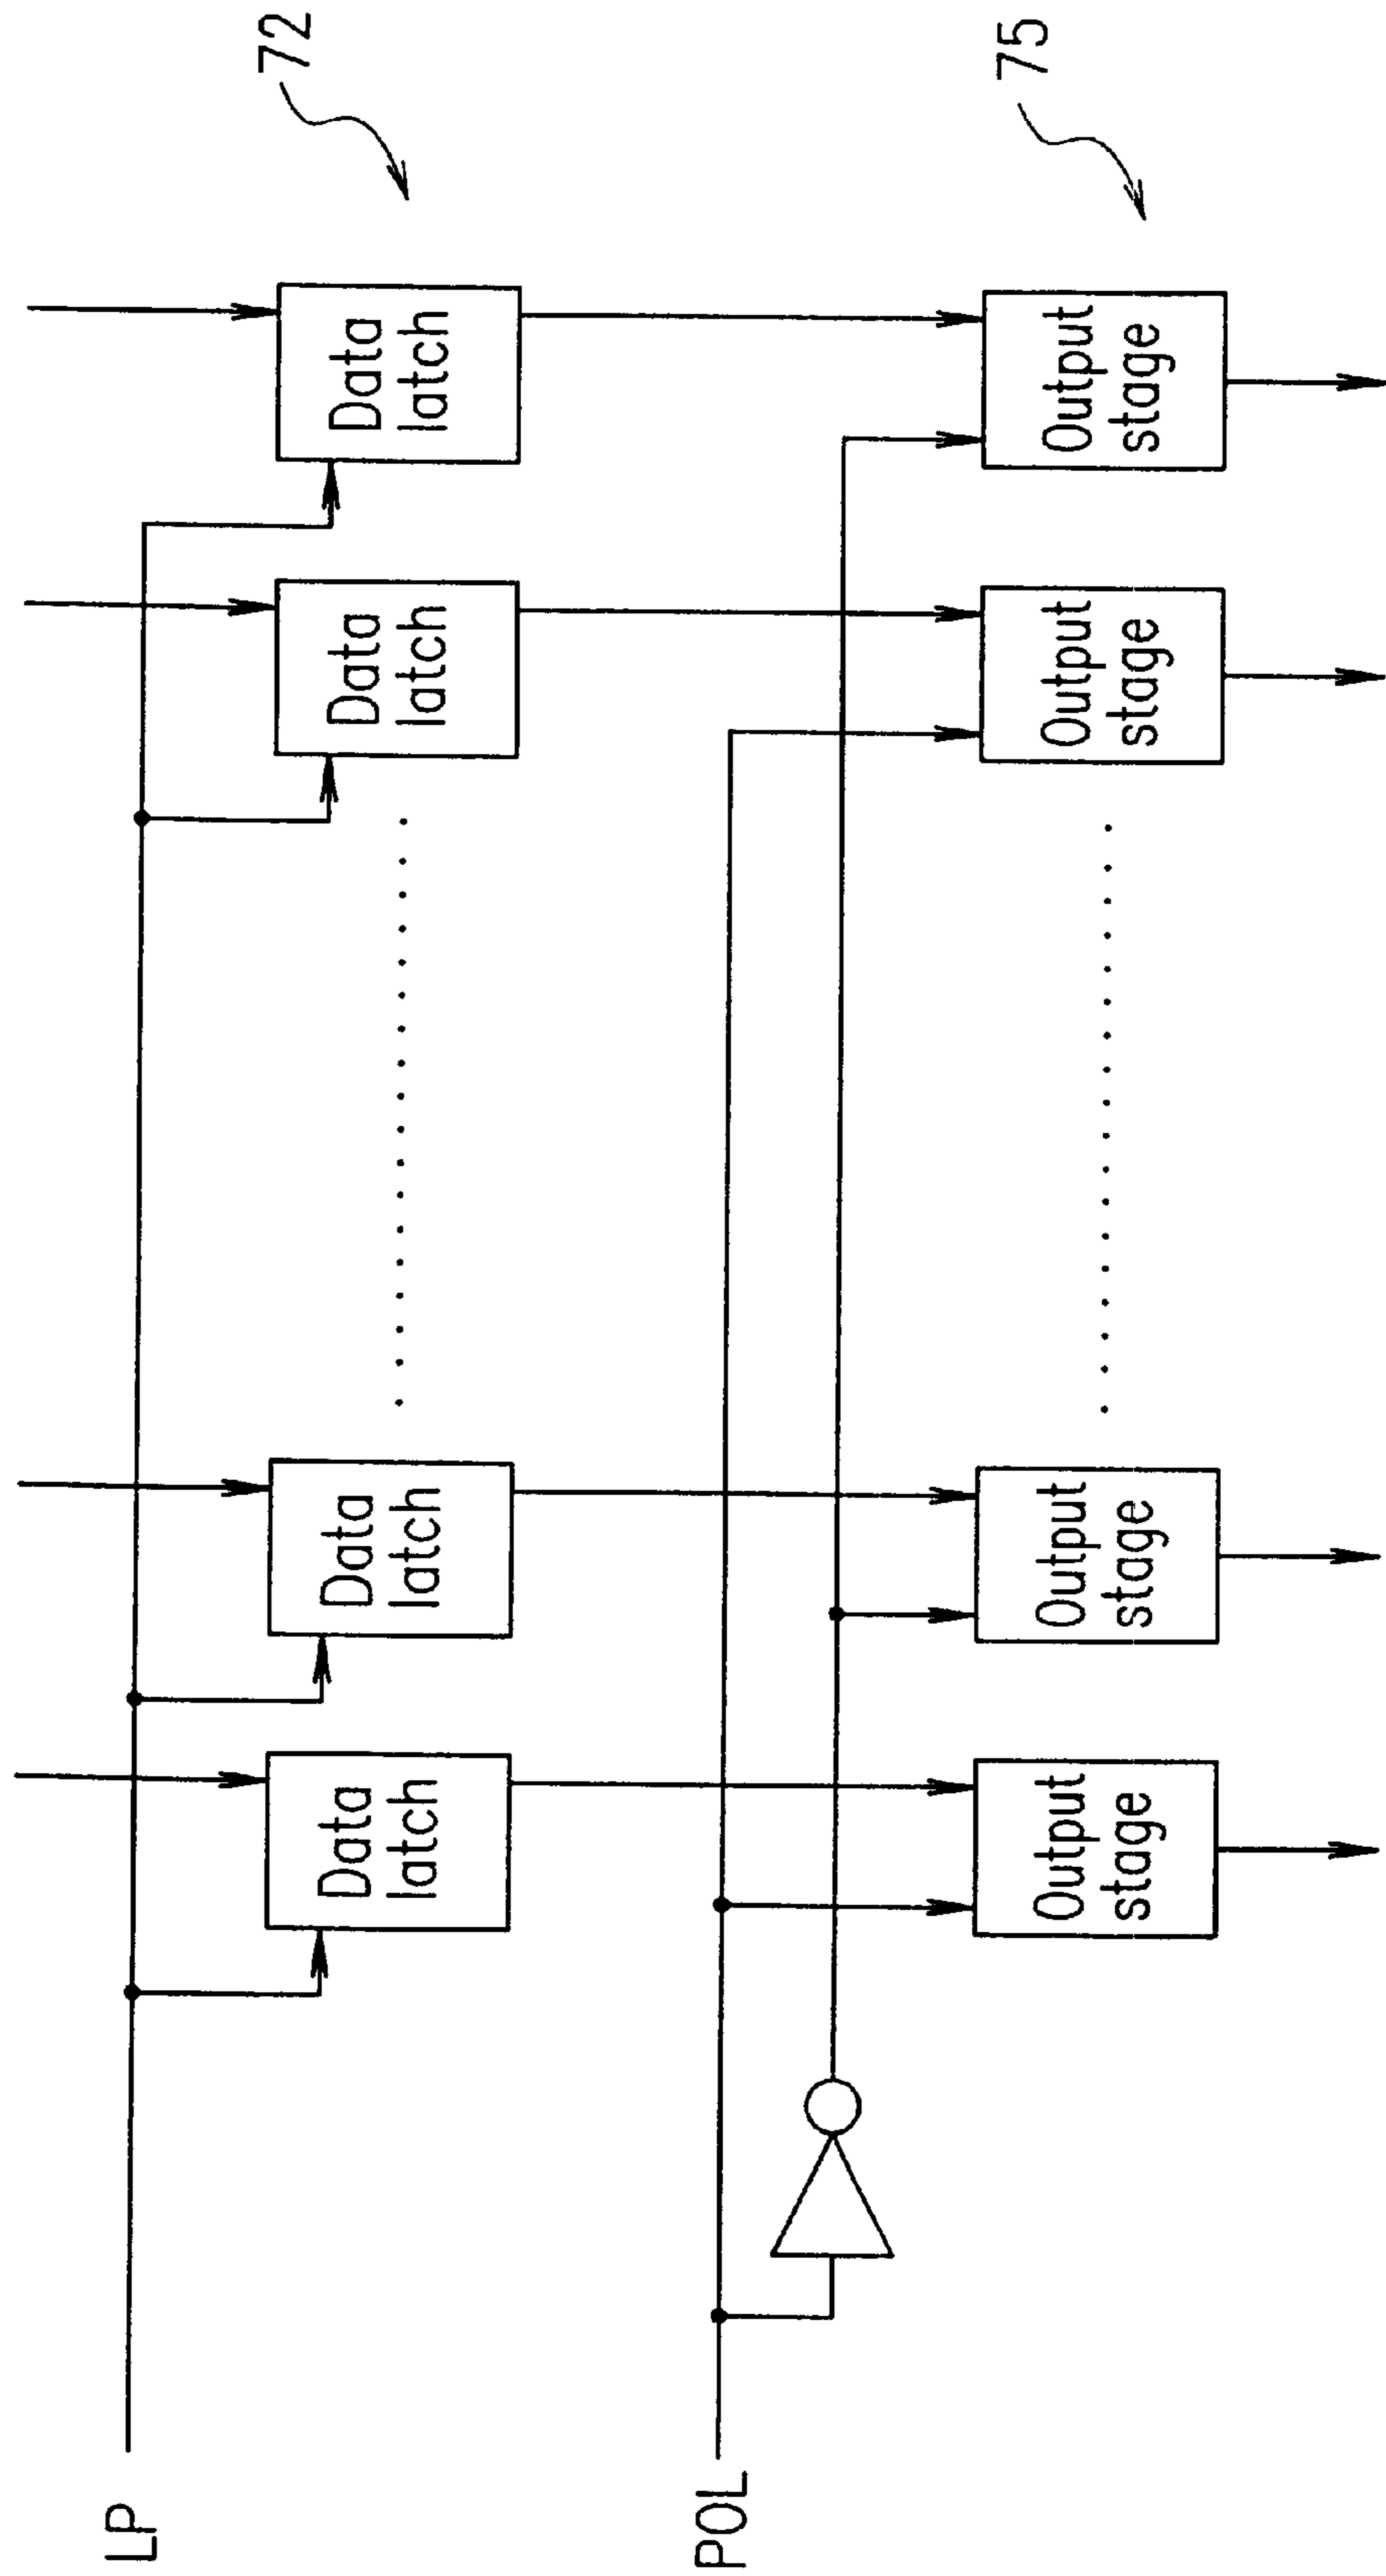 LP
Data
latch
Data
latch
Data
latch
Data
latch
72
POL
Output
stage
Output
stage
Output
stage
Output
stage
75